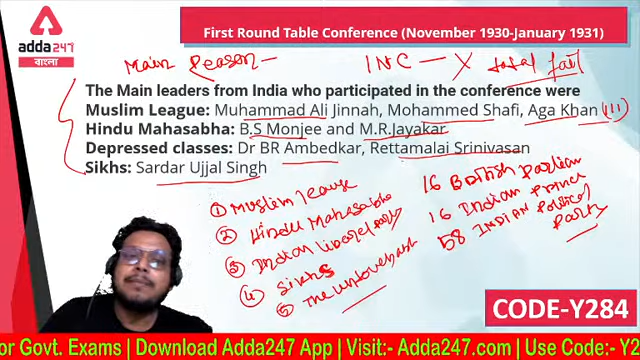 adda247
বাংলা
First Round Table Conference (November 1930-January 1931)
Main Reason —
INC — X Total fail
The Main leaders from India who participated in the conference were
Muslim League: Muhammad Ali Jinnah, Mohammed Shafi, Aga Khan (III)
Hindu Mahasabha: B.S Monjee and M.R.Jayakar
Depressed classes: Dr BR Ambedkar, Rettamalai Srinivasan
Sikhs: Sardar Ujjal Singh
① Muslim league
② Hindu Mahasabha
③ Indian liberal party
④ Sikhs
⑤ The
16 British Parlian
16 Indian Prince
58 INDIAN Political
Party
CODE-Y284
or Govt. Exams | Download Adda247 App | Visit:- Adda247.com | Use Code:- Y2